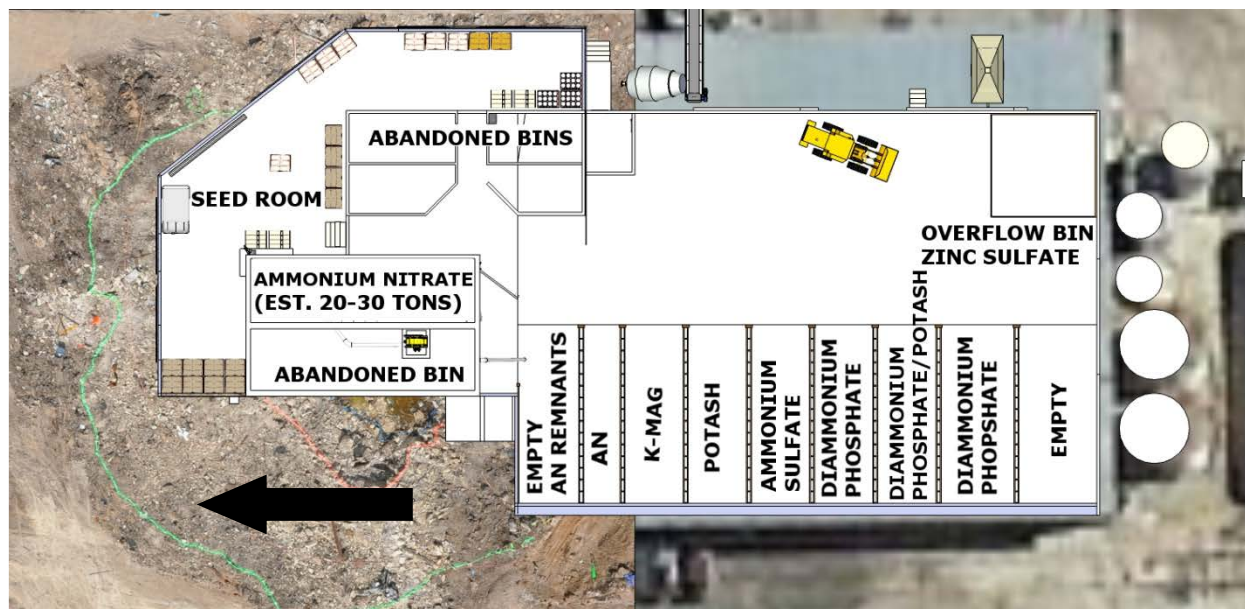 ABANDONED BINS
SEED ROOM
OVERFLOW BIN
ZINC SULFATE
AMMONIUM NITRATE
(EST. 20-30 TONS)
ABANDONED BIN
EMPTY
AN REMNANTS
AN
K-MAG
POTASH
AMMONIUM
SULFATE
DIAMMONIUM
PHOSPHATE
DIAMMONIUM
PHOSPHATE/POTASH
DIAMMONIUM
PHOPSHATE
EMPTY